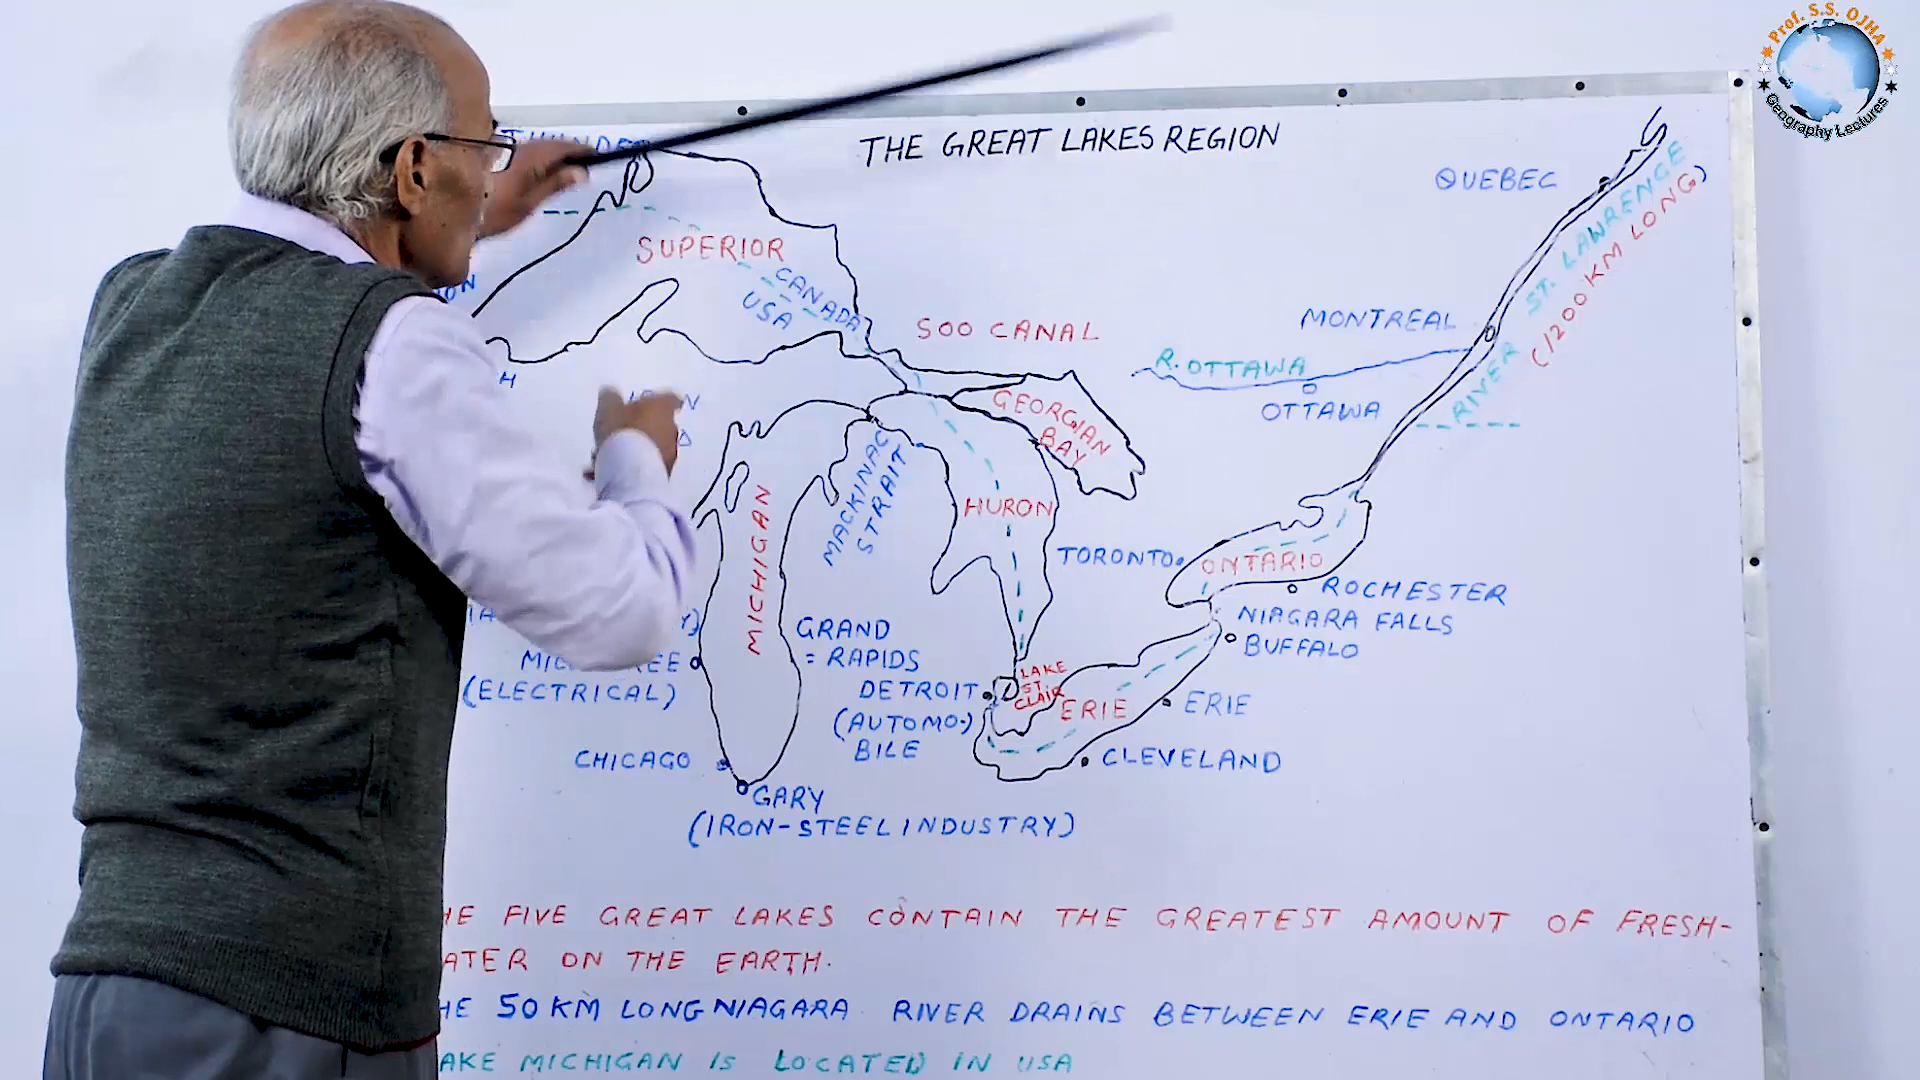 Prof. S.S. OJHA
Geography Lectures
THE GREAT LAKES REGION
QUEBEC
RIVER ST. LAWRENCE
(1200 KM LONG)
SUPERIOR
CANADA
USA
SOO CANAL
MONTREAL
R. OTTAWA
OTTAWA
GEORGIAN
BAY
MACKINAC
STRAIT
HURON
MICHIGAN
TORONTO
ONTARIO
ROCHESTER
NIAGARA FALLS
BUFFALO
GRAND
= RAPIDS
(ELECTRICAL)
DETROIT
(AUTOMO-)
BILE
LAKE
ST.
CLAIR
ERIE
ERIE
CHICAGO
CLEVELAND
GARY
(IRON-STEEL INDUSTRY)
HE FIVE GREAT LAKES CONTAIN THE GREATEST AMOUNT OF FRESH-
ATER ON THE EARTH.
HE 50 KM LONG NIAGARA RIVER DRAINS BETWEEN ERIE AND ONTARIO
AKE MICHIGAN IS LOCATED IN USA